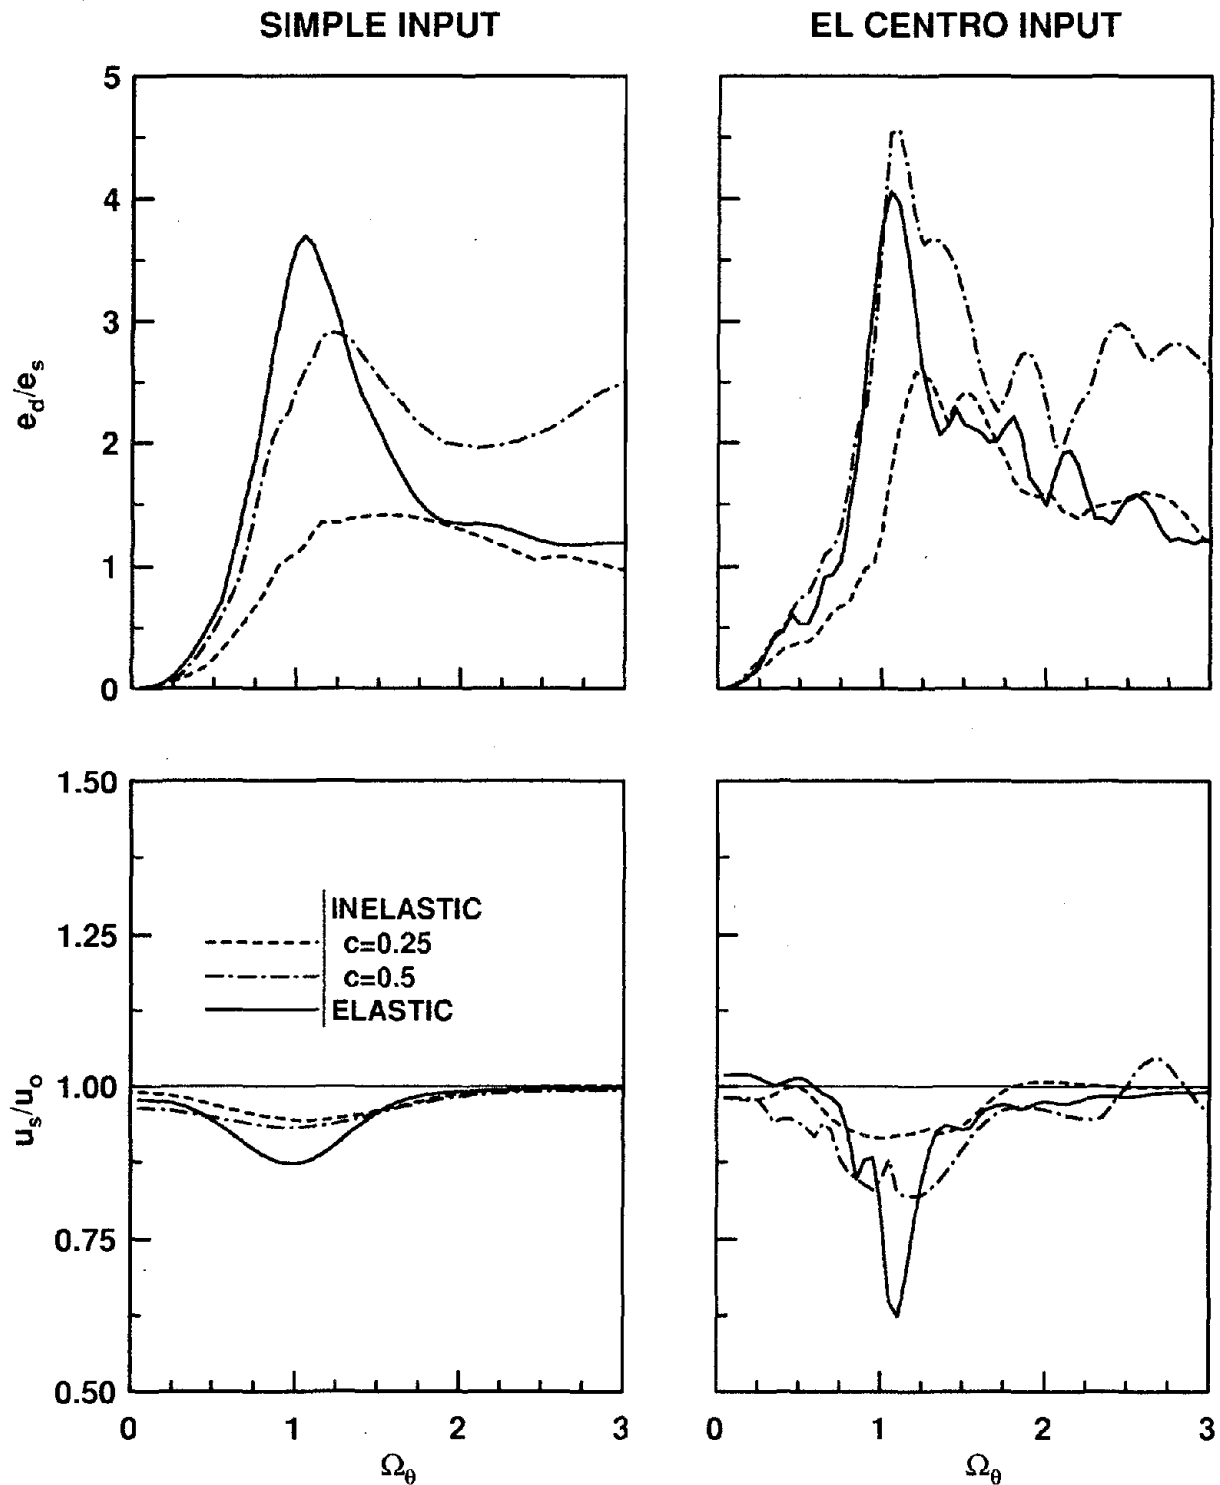 SIMPLE INPUT
EL CENTRO INPUT
5
4
3
2
1
0
e_d/e_s
1.50
1.25
1.00
0.75
0.50
u_s/u_o
INELASTIC
c=0.25
c=0.5
ELASTIC
0 1 2 3
0 1 2 3
Ω_θ
Ω_θ